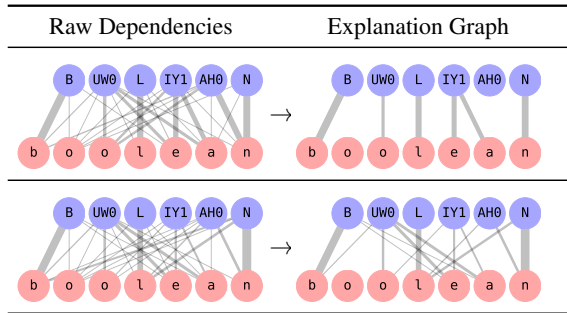 Raw Dependencies Explanation Graph
B UW0 L IY1 AH0 N B UW0 L IY1 AH0 N
→
b o o l e a n b o o l e a n
B UW0 L IY1 AH0 N B UW0 L IY1 AH0 N
→
b o o l e a n b o o l e a n